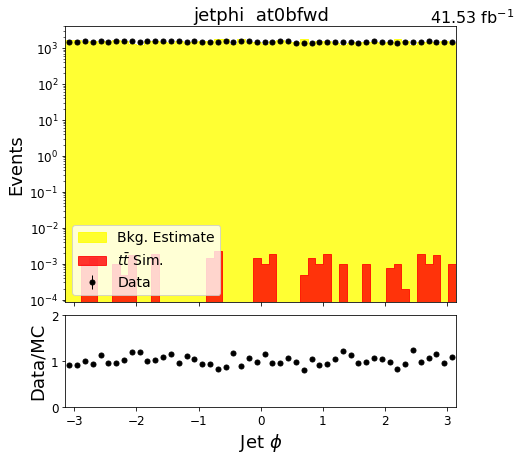 jetphi at0bfwd
41.53 fb⁻¹
Events
10³
10²
10¹
10⁰
10⁻¹
10⁻²
10⁻³
10⁻⁴
Bkg. Estimate
tt̄ Sim.
Data
Data/MC
2
1
0
−3 −2 −1 0 1 2 3
Jet ϕ